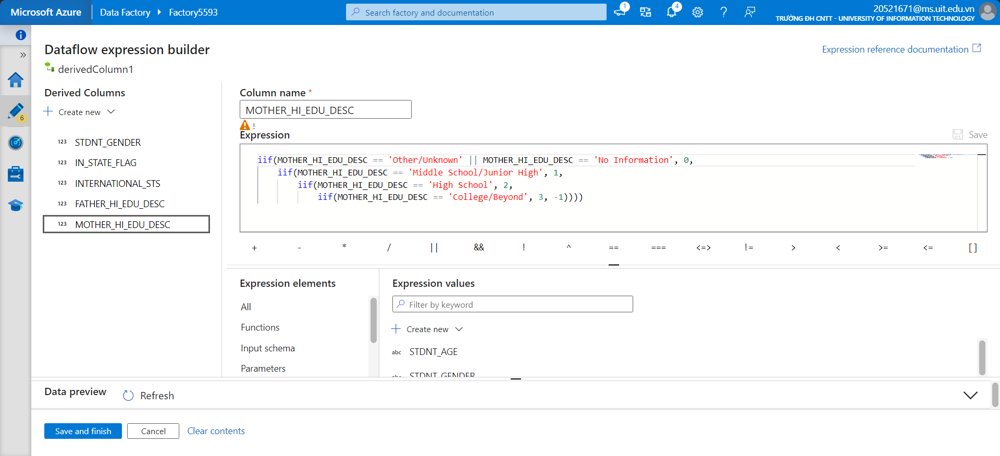 Microsoft Azure
Data Factory
Factory5593
Search factory and documentation
1
4
20521671@ms.uit.edu.vn
TRƯỜNG ĐH CNTT - UNIVERSITY OF INFORMATION TECHNOLOGY
Dataflow expression builder
Expression reference documentation
derivedColumn1
6
Derived Columns
Create new
123 STDNT_GENDER
123 IN_STATE_FLAG
123 INTERNATIONAL_STS
123 FATHER_HI_EDU_DESC
123 MOTHER_HI_EDU_DESC
Column name *
MOTHER_HI_EDU_DESC
!
Expression
Save
iif(MOTHER_HI_EDU_DESC == 'Other/Unknown' || MOTHER_HI_EDU_DESC == 'No Information', 0,
iif(MOTHER_HI_EDU_DESC == 'Middle School/Junior High', 1,
iif(MOTHER_HI_EDU_DESC == 'High School', 2,
iif(MOTHER_HI_EDU_DESC == 'College/Beyond', 3, -1))))
+ - * / || && ! ^ == === <=> != > < >= <= []
Expression elements
All
Functions
Input schema
Parameters
Expression values
Filter by keyword
Create new
abc STDNT_AGE
abc STDNT_GENDER
Data preview
Refresh
Save and finish
Cancel
Clear contents